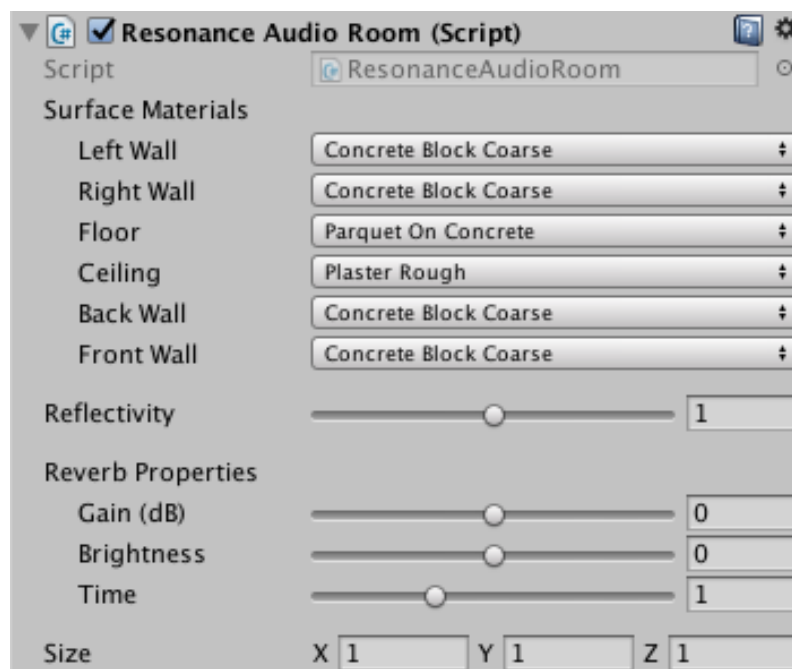 Resonance Audio Room (Script)
Script ResonanceAudioRoom
Surface Materials
Left Wall Concrete Block Coarse
Right Wall Concrete Block Coarse
Floor Parquet On Concrete
Ceiling Plaster Rough
Back Wall Concrete Block Coarse
Front Wall Concrete Block Coarse
Reflectivity 1
Reverb Properties
Gain (dB) 0
Brightness 0
Time 1
Size X 1 Y 1 Z 1